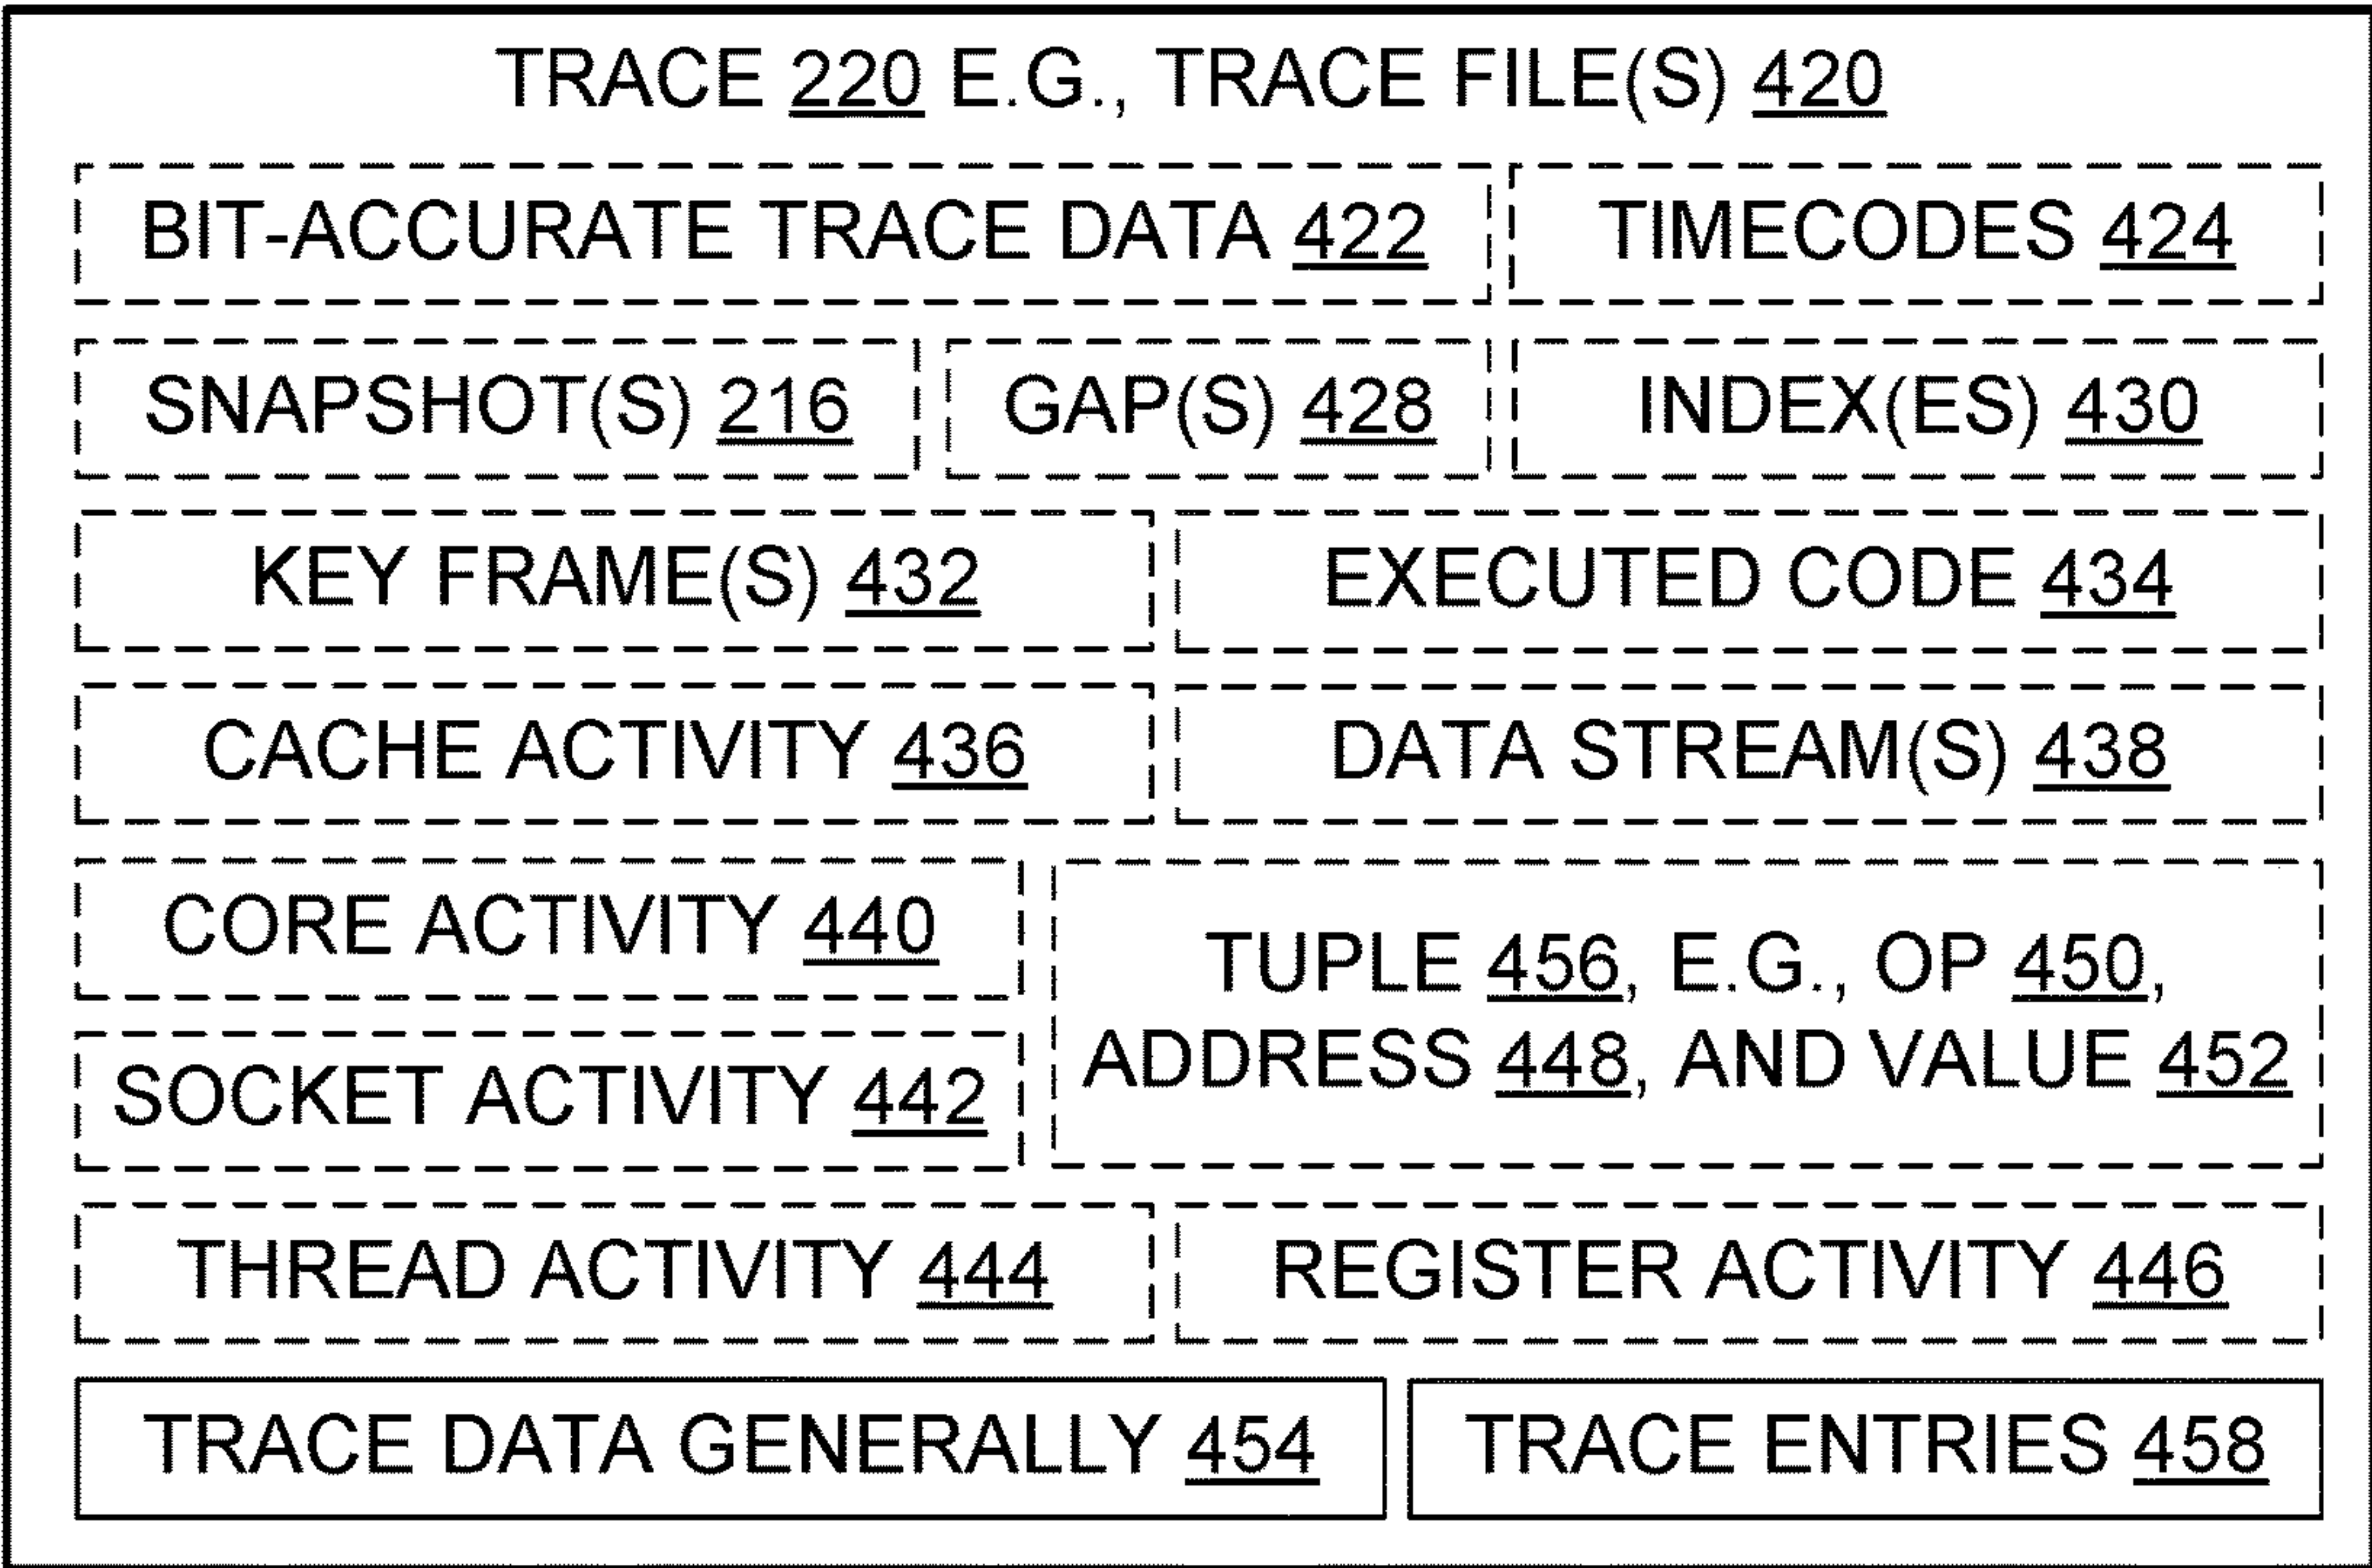 TRACE 220 E.G., TRACE FILE(S) 420
BIT-ACCURATE TRACE DATA 422
TIMECODES 424
SNAPSHOT(S) 216
GAP(S) 428
INDEX(ES) 430
KEY FRAME(S) 432
EXECUTED CODE 434
CACHE ACTIVITY 436
DATA STREAM(S) 438
CORE ACTIVITY 440
SOCKET ACTIVITY 442
TUPLE 456, E.G., OP 450,
ADDRESS 448, AND VALUE 452
THREAD ACTIVITY 444
REGISTER ACTIVITY 446
TRACE DATA GENERALLY 454
TRACE ENTRIES 458